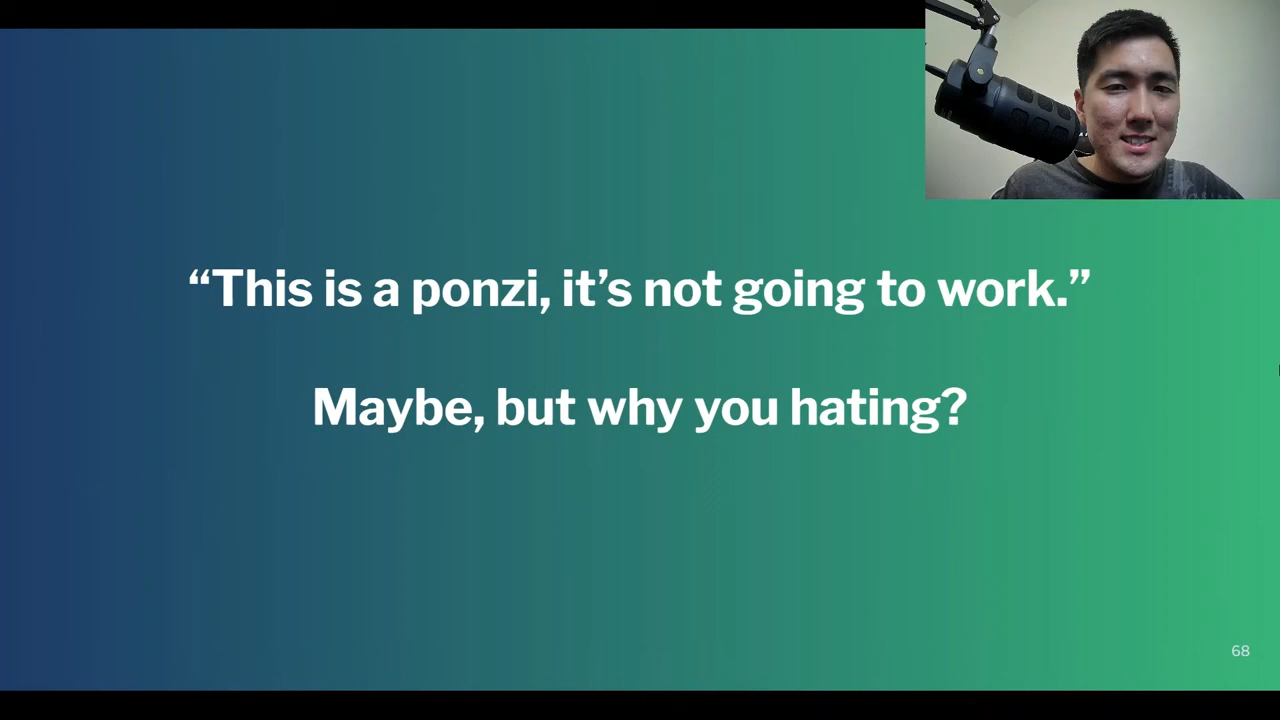 “This is a ponzi, it’s not going to work.”
Maybe, but why you hating?
68